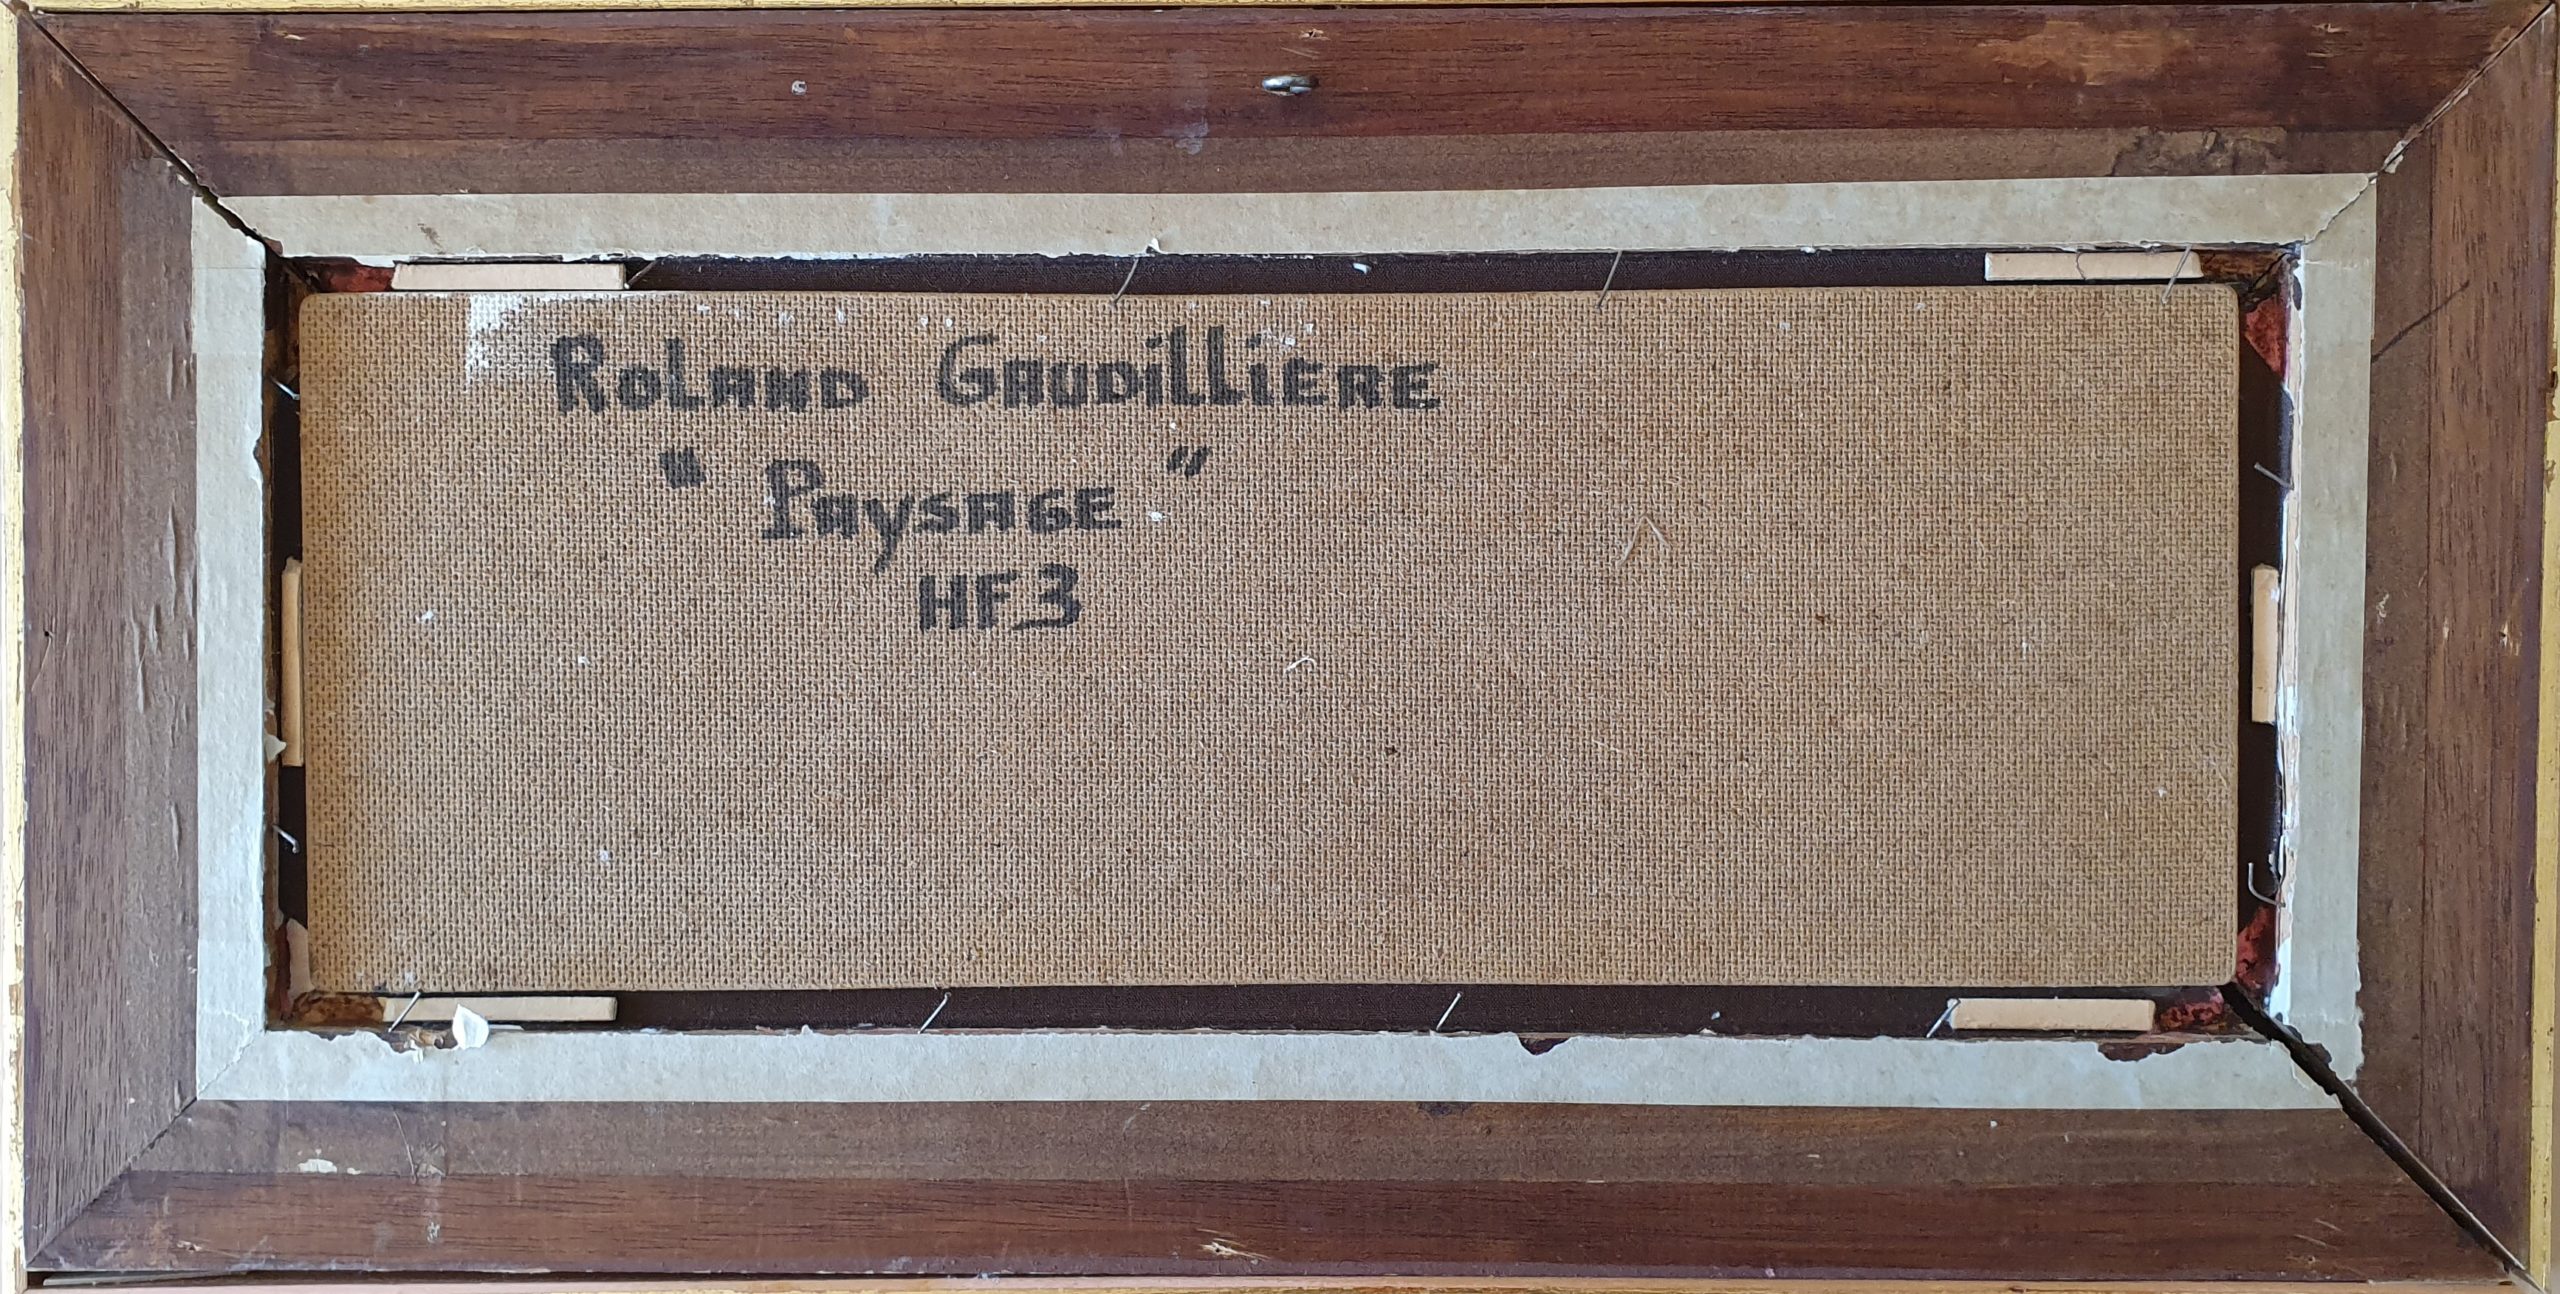 Roland Gaudilliere
" Paysage "
HF3